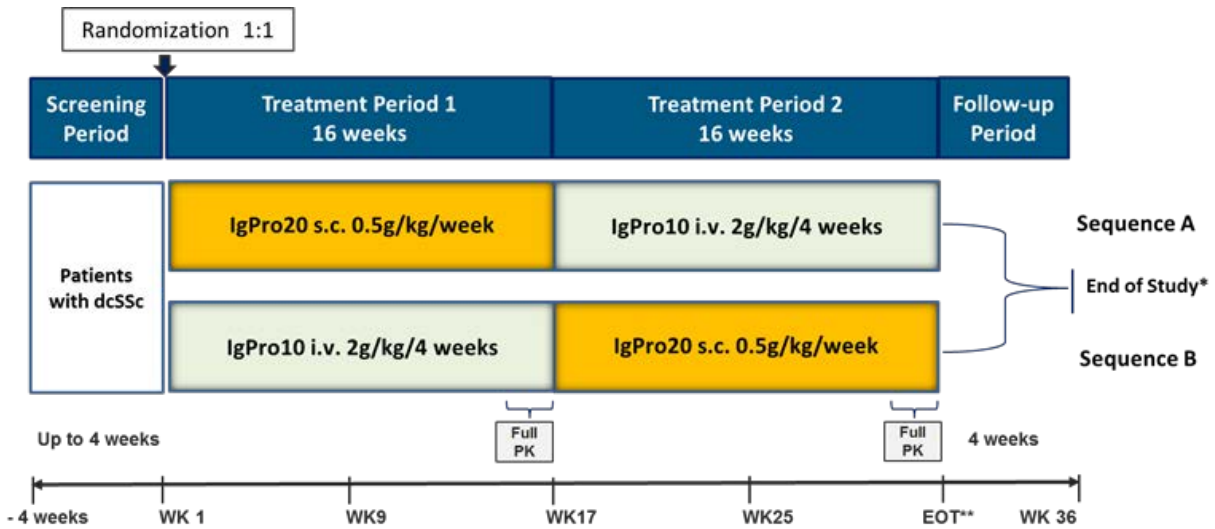 Randomization 1:1
Screening
Period
Treatment Period 1
16 weeks
Treatment Period 2
16 weeks
Follow-up
Period
Patients
with dcSSc
IgPro20 s.c. 0.5g/kg/week
IgPro10 i.v. 2g/kg/4 weeks
Sequence A
End of Study*
IgPro10 i.v. 2g/kg/4 weeks
IgPro20 s.c. 0.5g/kg/week
Sequence B
Up to 4 weeks
Full
PK
Full
PK
4 weeks
- 4 weeks
WK 1
WK9
WK17
WK25
EOT**
WK 36